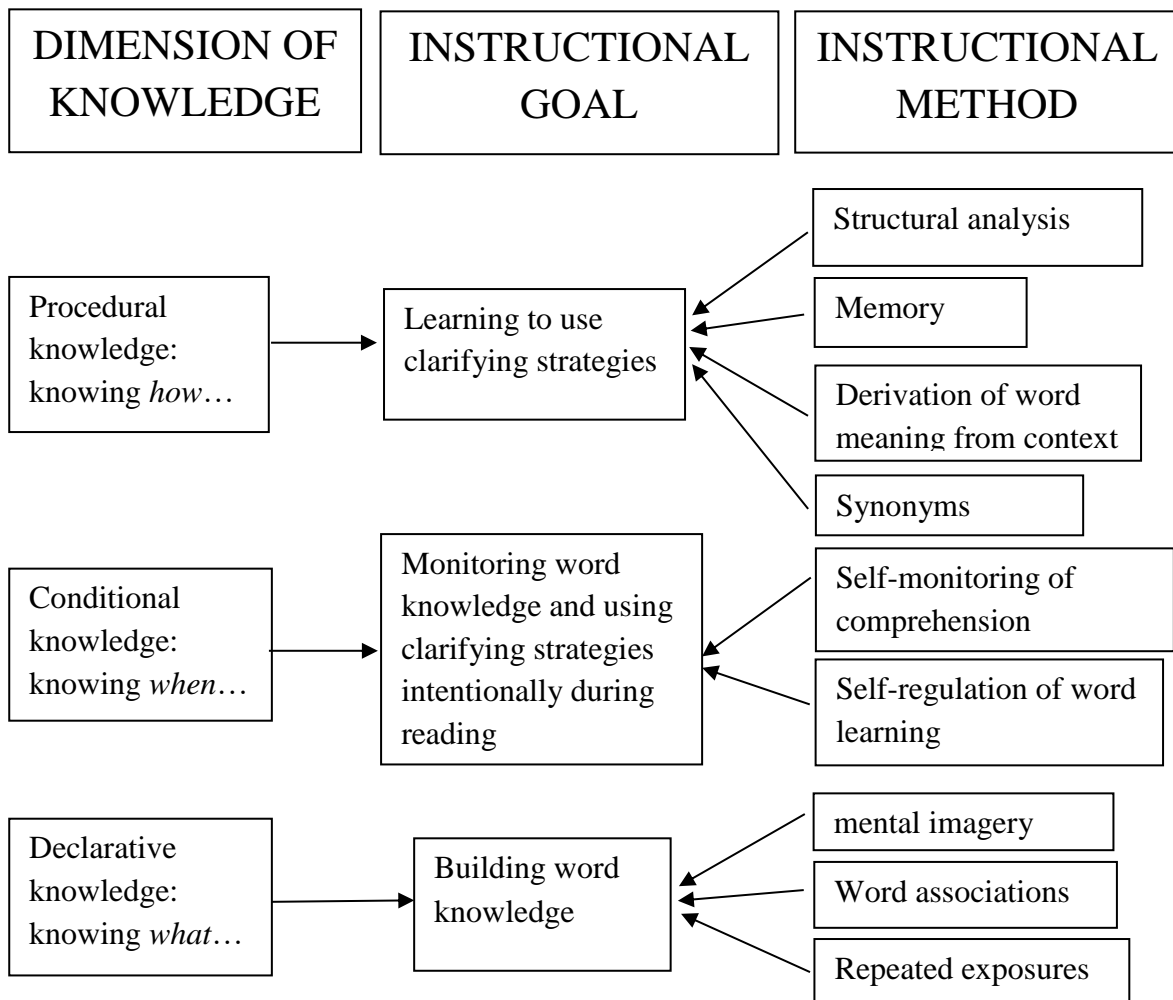 DIMENSION OF
KNOWLEDGE
INSTRUCTIONAL
GOAL
INSTRUCTIONAL
METHOD
Procedural
knowledge:
knowing how…
Learning to use
clarifying strategies
Structural analysis
Memory
Derivation of word
meaning from context
Synonyms
Conditional
knowledge:
knowing when…
Monitoring word
knowledge and using
clarifying strategies
intentionally during
reading
Self-monitoring of
comprehension
Self-regulation of word
learning
Declarative
knowledge:
knowing what…
Building word
knowledge
mental imagery
Word associations
Repeated exposures